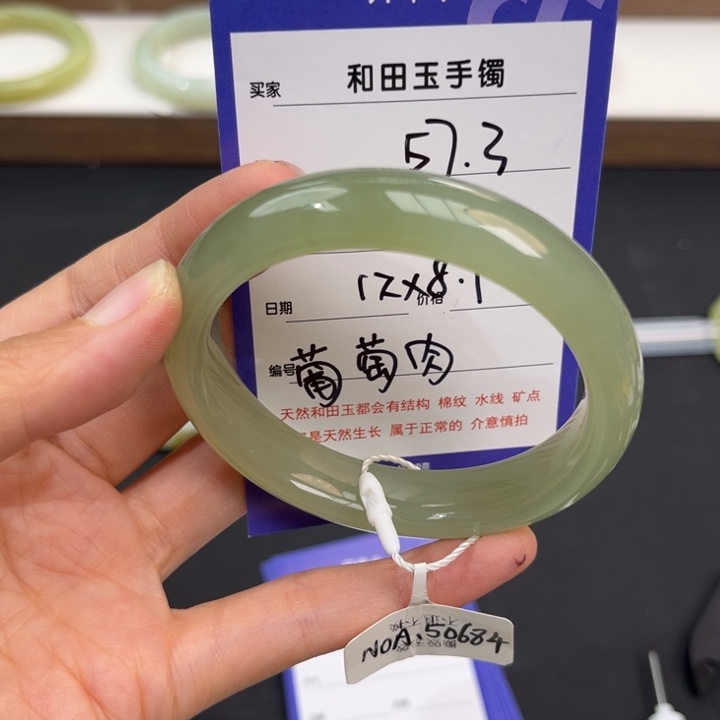 买家 和田玉手镯
57.3
12x8.1
日期 价格
编号 葡萄肉
天然和田玉都会有结构 棉纹 水线 矿点
是天然生长 属于正常的 介意慎拍
NOA.50684